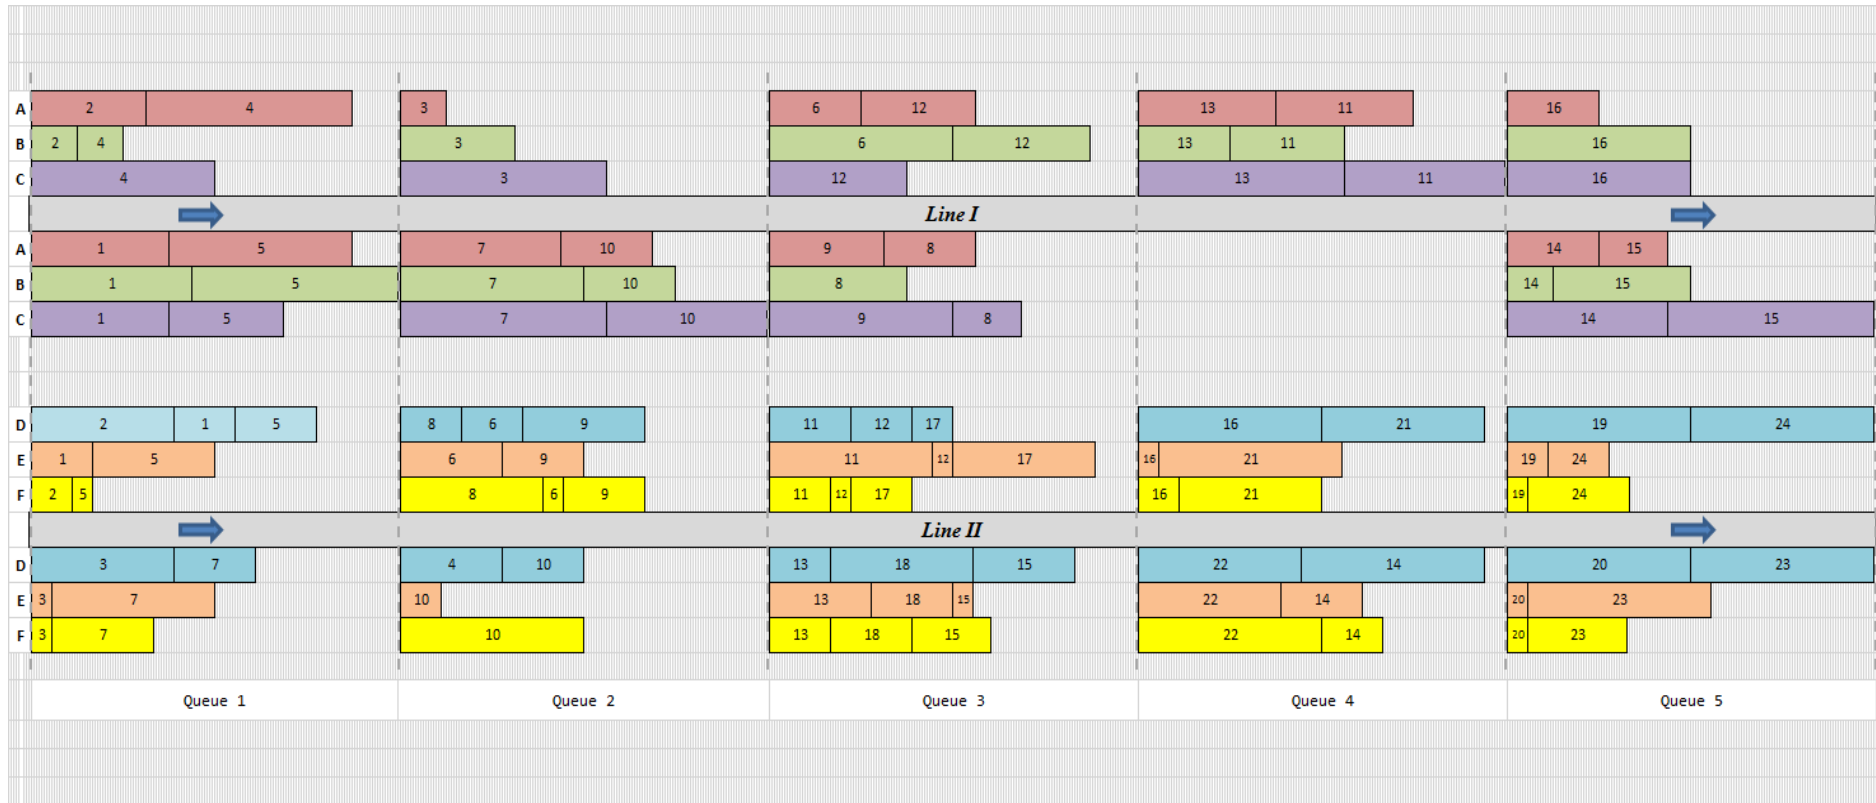 A 2 4 3 6 12 13 11 16
B 2 4 3 6 12 13 11 16
C 4 3 12 13 11 16
Line I
A 1 5 7 10 9 8 14 15
B 1 5 7 10 8 14 15
C 1 5 7 10 9 8 14 15
D 2 1 5 8 6 9 11 12 17 16 21 19 24
E 1 5 6 9 11 12 17 16 21 19 24
F 2 5 8 6 9 11 12 17 16 21 19 24
Line II
D 3 7 4 10 13 18 15 22 14 20 23
E 3 7 10 13 18 15 22 14 20 23
F 3 7 10 13 18 15 22 14 20 23
Queue 1 Queue 2 Queue 3 Queue 4 Queue 5